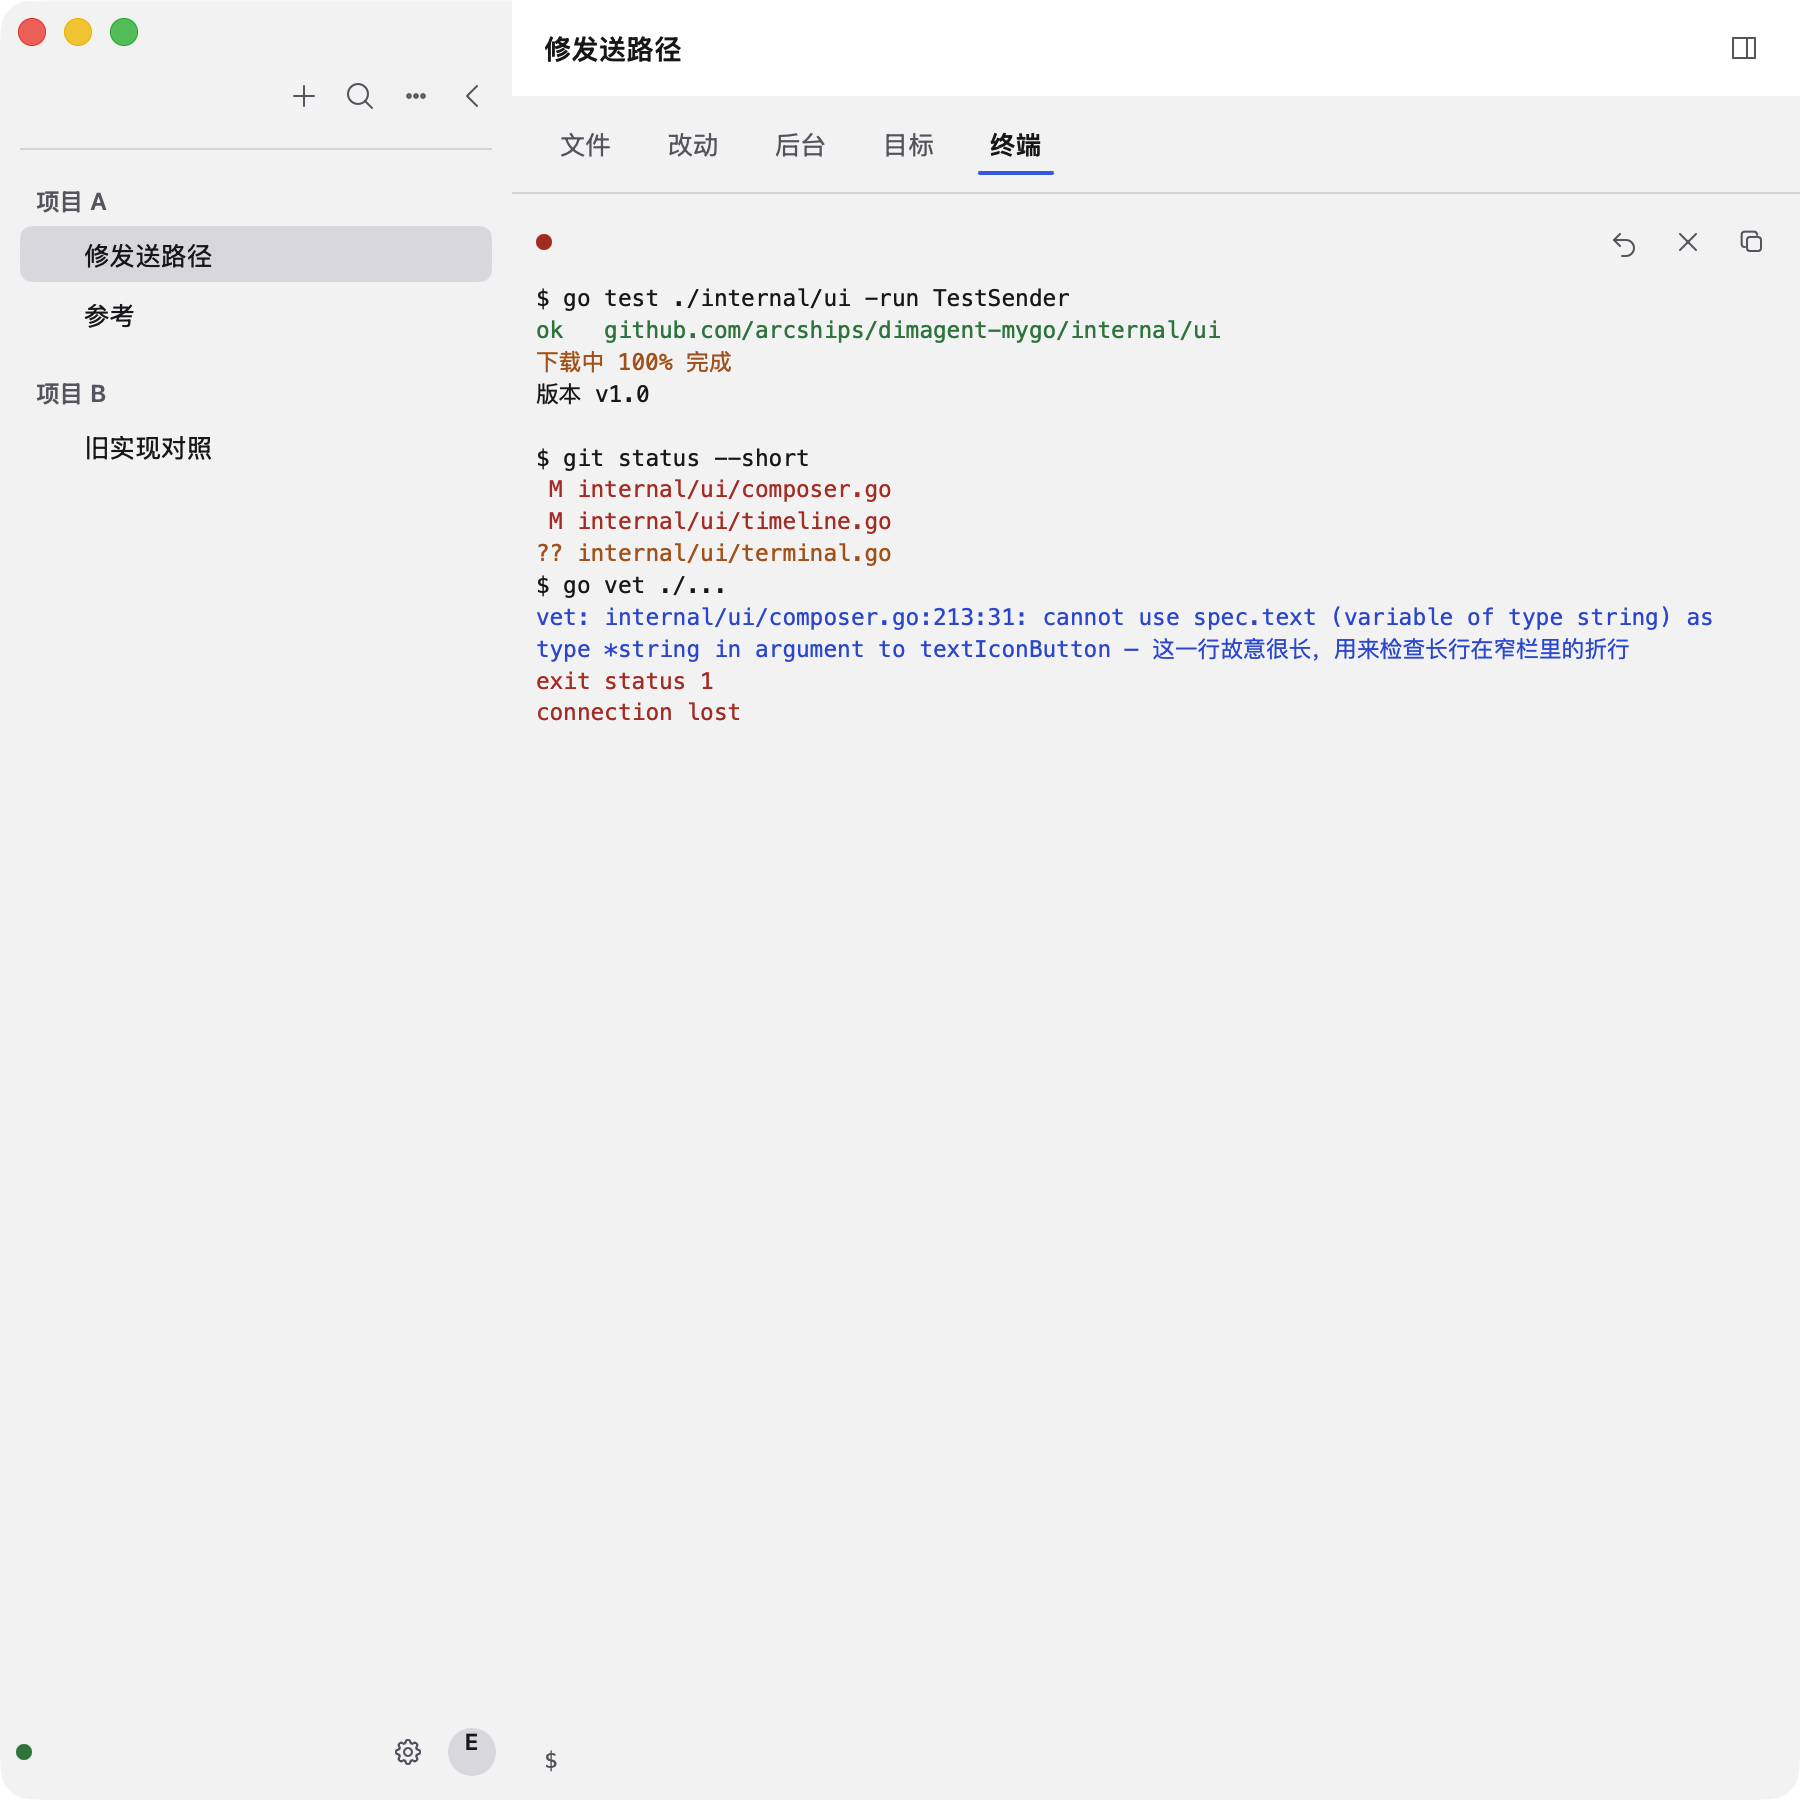 修发送路径
项目 A
修发送路径
参考
项目 B
旧实现对照
文件 改动 后台 目标 终端
$ go test ./internal/ui -run TestSender
ok   github.com/arcships/dimagent-mygo/internal/ui
下载中 100% 完成
版本 v1.0
$ git status --short
 M internal/ui/composer.go
 M internal/ui/timeline.go
?? internal/ui/terminal.go
$ go vet ./...
vet: internal/ui/composer.go:213:31: cannot use spec.text (variable of type string) as
type *string in argument to textIconButton — 这一行故意很长，用来检查长行在窄栏里的折行
exit status 1
connection lost
E
$